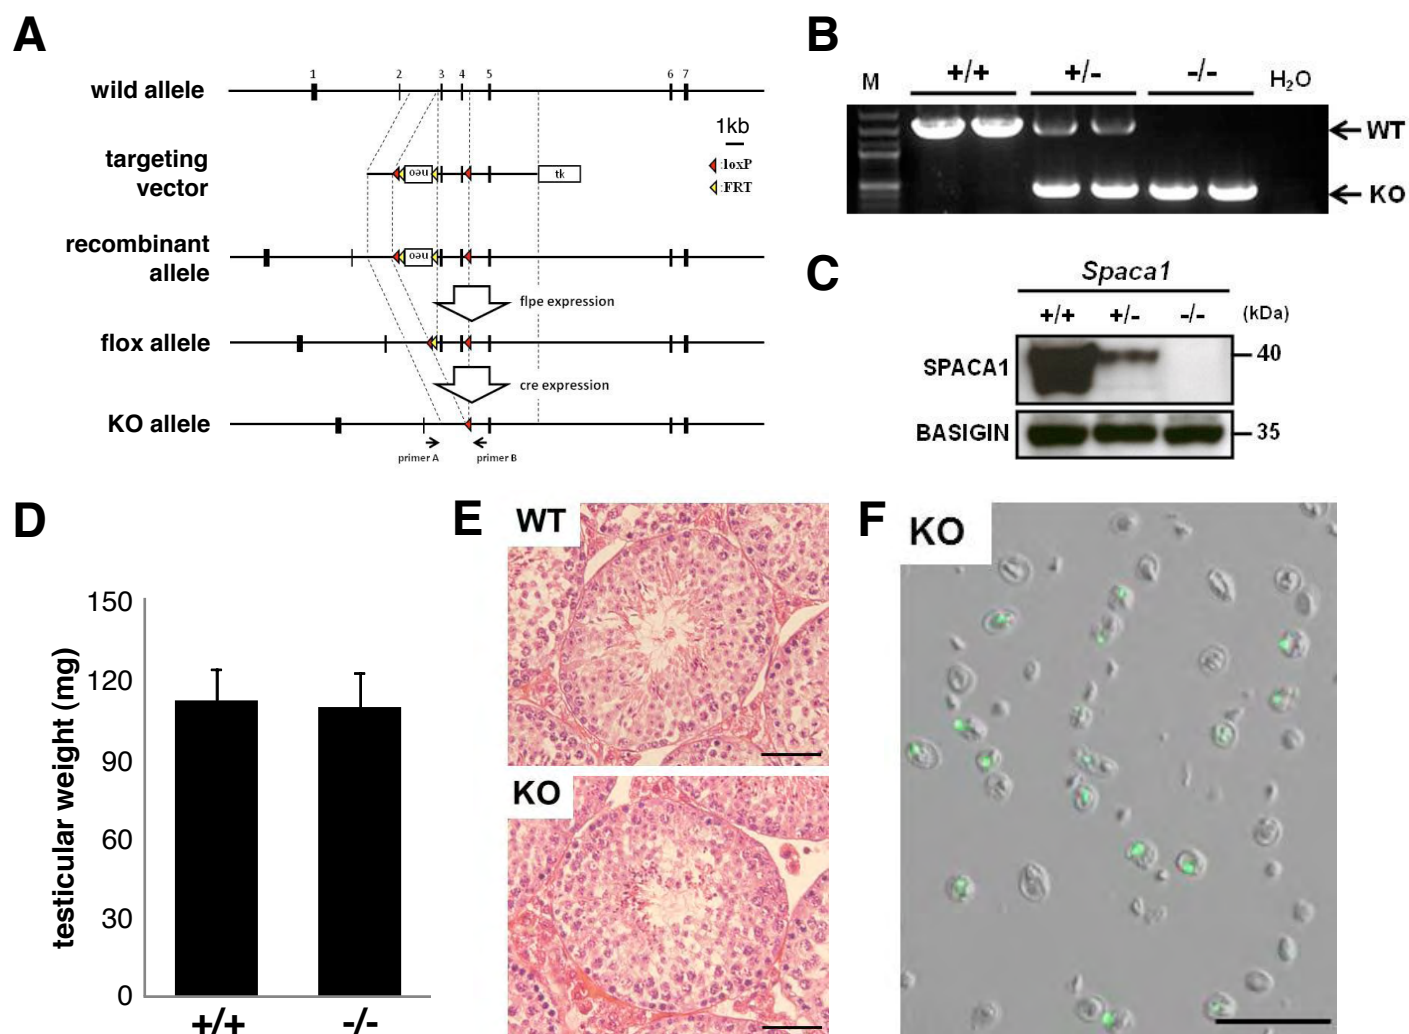 A
1 2 3 4 5 6 7
wild allele
1kb
targeting
vector
neo
tk
:loxP
:FRT
recombinant
allele
neo
flpe expression
flox allele
cre expression
KO allele
primer A primer B
B
M +/+ +/- -/- H₂O
WT
KO
C
Spaca1
+/+ +/- -/- (kDa)
SPACA1 40
BASIGIN 35
D
testicular weight (mg)
150
120
90
60
30
0
+/+ -/-
E
WT
KO
F
KO